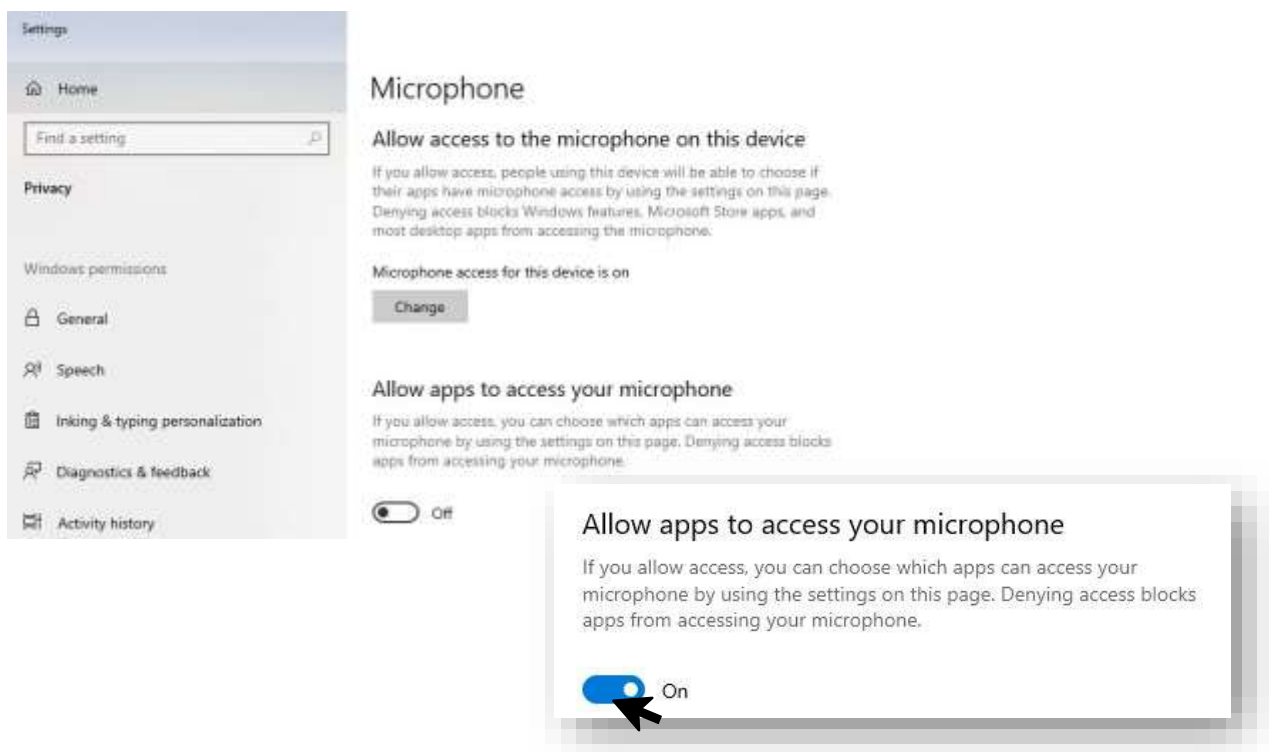 Settings
Home
Find a setting
Privacy
Windows permissions
General
Speech
Inking & typing personalization
Diagnostics & feedback
Activity history
Microphone
Allow access to the microphone on this device
If you allow access, people using this device will be able to choose if
their apps have microphone access by using the settings on this page.
Denying access blocks Windows features, Microsoft Store apps, and
most desktop apps from accessing the microphone.
Microphone access for this device is on
Change
Allow apps to access your microphone
If you allow access, you can choose which apps can access your
microphone by using the settings on this page. Denying access blocks
apps from accessing your microphone.
Off
Allow apps to access your microphone
If you allow access, you can choose which apps can access your
microphone by using the settings on this page. Denying access blocks
apps from accessing your microphone.
On